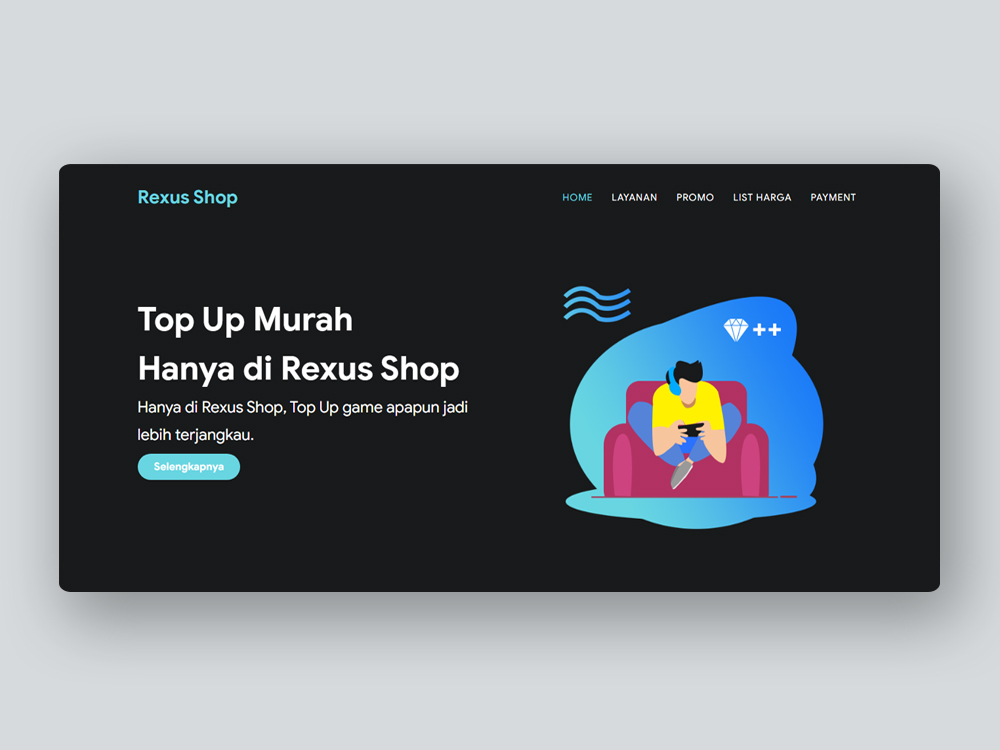 Rexus Shop
HOME LAYANAN PROMO LIST HARGA PAYMENT
++
Top Up Murah
Hanya di Rexus Shop
Hanya di Rexus Shop, Top Up game apapun jadi
lebih terjangkau.
Selengkapnya